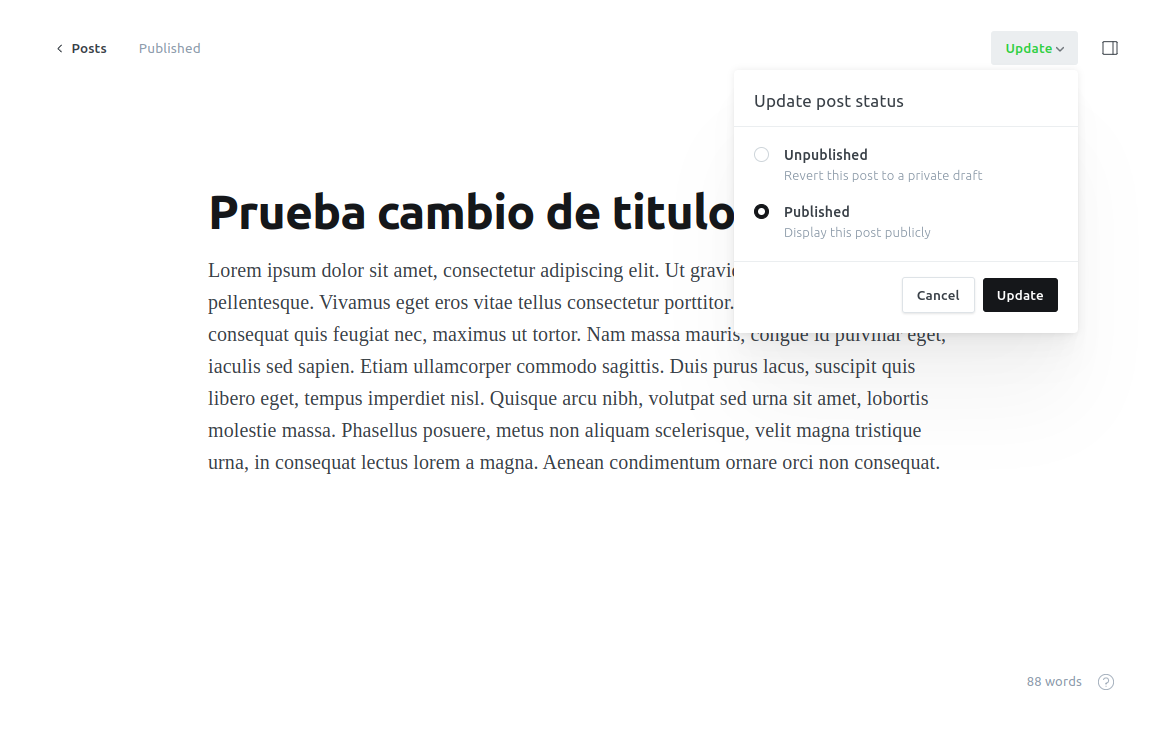 Posts Published Update
Update post status
Unpublished
Revert this post to a private draft
Published
Display this post publicly
Cancel Update
Prueba cambio de titulo
Lorem ipsum dolor sit amet, consectetur adipiscing elit. Ut
pellentesque. Vivamus eget eros vitae tellus consectetur porttitor.
consequat quis feugiat nec, maximus ut tortor. Nam massa mauris, congue id pulvinar eget,
iaculis sed sapien. Etiam ullamcorper commodo sagittis. Duis purus lacus, suscipit quis
libero eget, tempus imperdiet nisl. Quisque arcu nibh, volutpat sed urna sit amet, lobortis
molestie massa. Phasellus posuere, metus non aliquam scelerisque, velit magna tristique
urna, in consequat lectus lorem a magna. Aenean condimentum ornare orci non consequat.
88 words